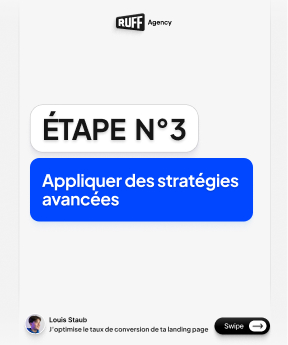 RUFF Agency
ÉTAPE N°3
Appliquer des stratégies
avancées
Louis Staub
J'optimise le taux de conversion de ta landing page
Swipe